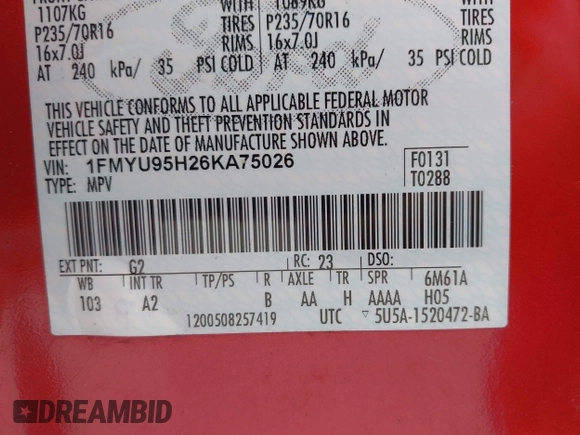 1107KG
P235/70R16 TIRES
16x7.0J RIMS
AT 240 kPa/ 35 PSI COLD
WITH
1089KG
P235/70R16 TIRES
16x7.0J RIMS
AT 240 kPa/ 35 PSI COLD
Ford
THIS VEHICLE CONFORMS TO ALL APPLICABLE FEDERAL MOTOR
VEHICLE SAFETY AND THEFT PREVENTION STANDARDS IN
EFFECT ON THE DATE OF MANUFACTURE SHOWN ABOVE.
VIN: 1FMYU95H26KA75026
TYPE: MPV
F0131
T0288
EXT PNT: G2 RC: 23 DSO:
WB INT TR TP/PS R AXLE TR SPR 6M61A
103 A2 B AA H AAAA H05
1200508257419 UTC ▽ 5U5A-1520472-BA
DREAMBID